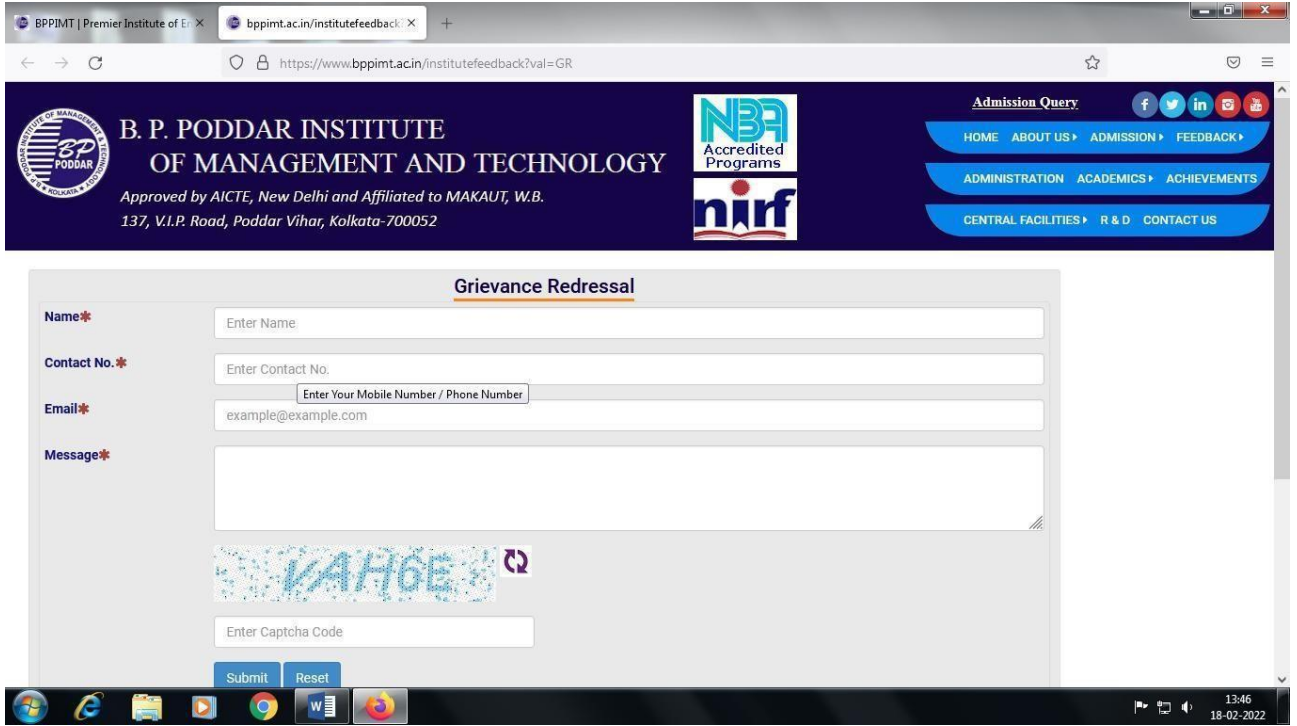 BPPIMT | Premier Institute of En
bppimt.ac.in/institutefeedback?
https://www.bppimt.ac.in/institutefeedback?val=GR
B. P. PODDAR INSTITUTE
OF MANAGEMENT AND TECHNOLOGY
Approved by AICTE, New Delhi and Affiliated to MAKAUT, W.B.
137, V.I.P. Road, Poddar Vihar, Kolkata-700052
BP
PODDAR
KOLKATA
NBA
Accredited
Programs
nirf
Admission Query
HOME ABOUT US ADMISSION FEEDBACK
ADMINISTRATION ACADEMICS ACHIEVEMENTS
CENTRAL FACILITIES R & D CONTACT US
Grievance Redressal
Name*
Enter Name
Contact No.*
Enter Contact No.
Enter Your Mobile Number / Phone Number
Email*
example@example.com
Message*
VAH6E
Enter Captcha Code
Submit Reset
13:46
18-02-2022